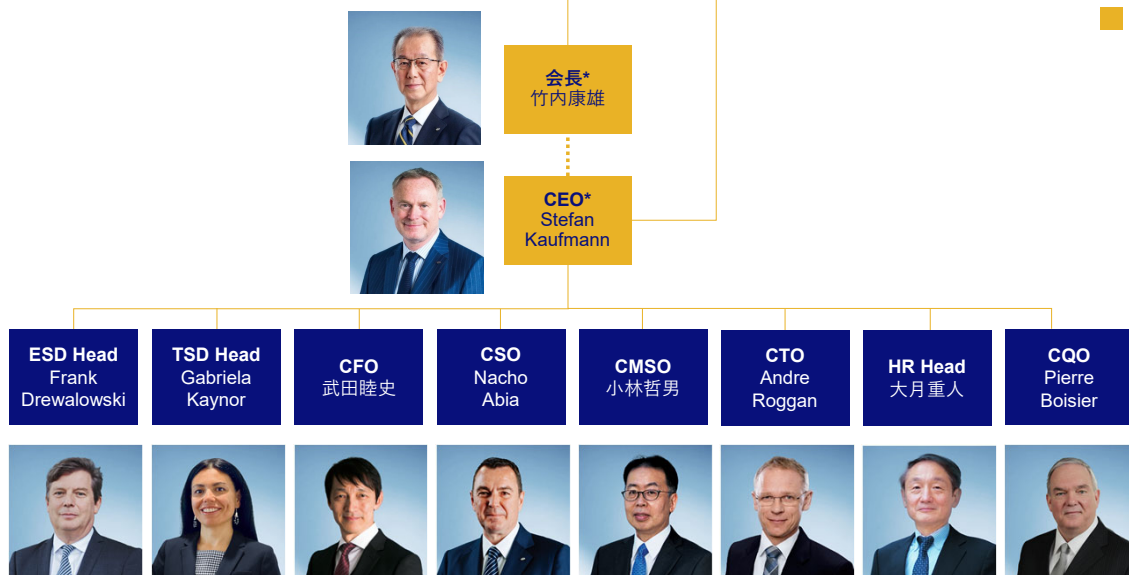 会長*
竹内康雄
CEO*
Stefan
Kaufmann
ESD Head
Frank
Drewalowski
TSD Head
Gabriela
Kaynor
CFO
武田睦史
CSO
Nacho
Abia
CMSO
小林哲男
CTO
Andre
Roggan
HR Head
大月重人
CQO
Pierre
Boisier